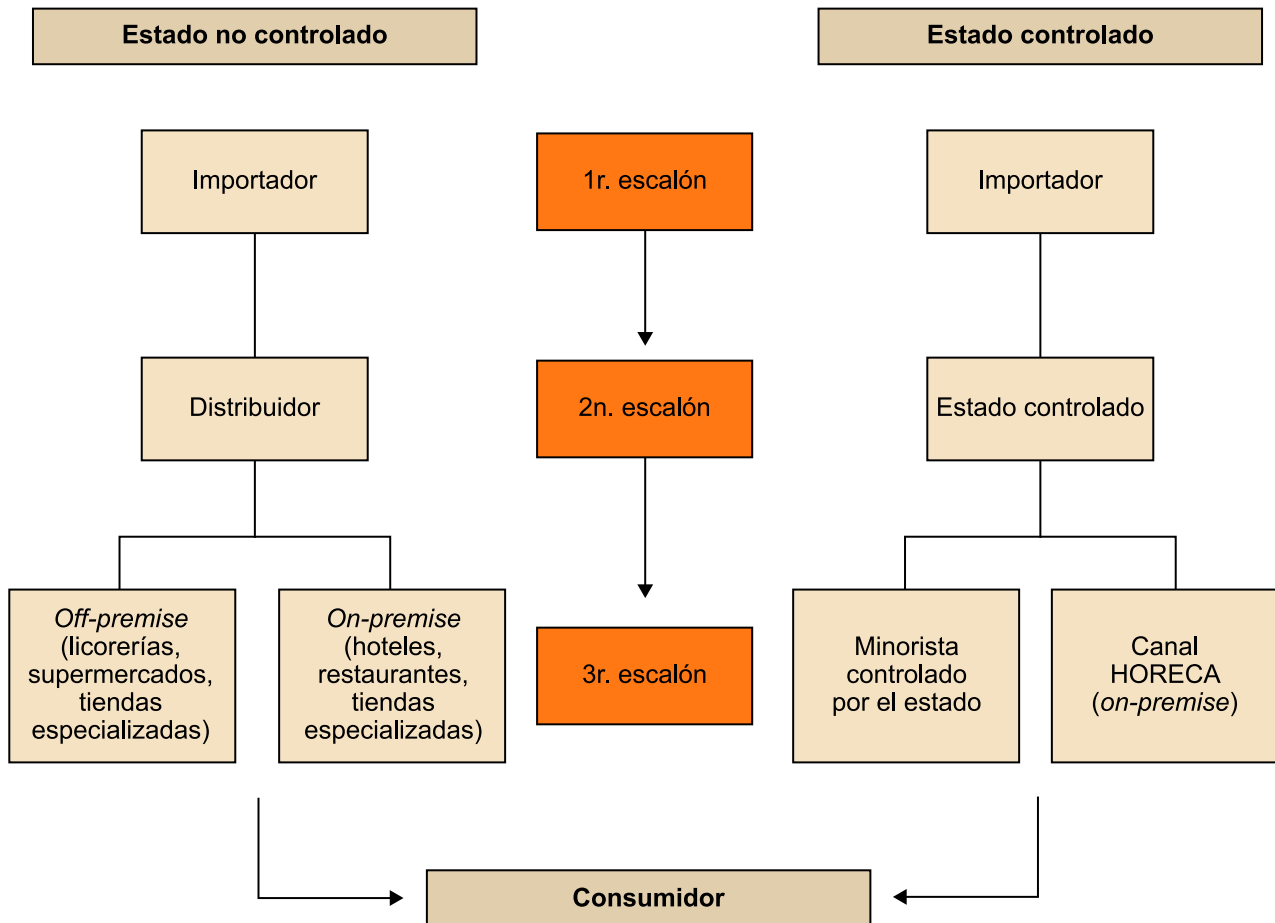 Estado no controlado
Estado controlado
Importador
1r. escalón
Importador
Distribuidor
2n. escalón
Estado controlado
Off-premise
(licorerías,
supermercados,
tiendas
especializadas)
On-premise
(hoteles,
restaurantes,
tiendas
especializadas)
3r. escalón
Minorista
controlado
por el estado
Canal
HORECA
(on-premise)
Consumidor